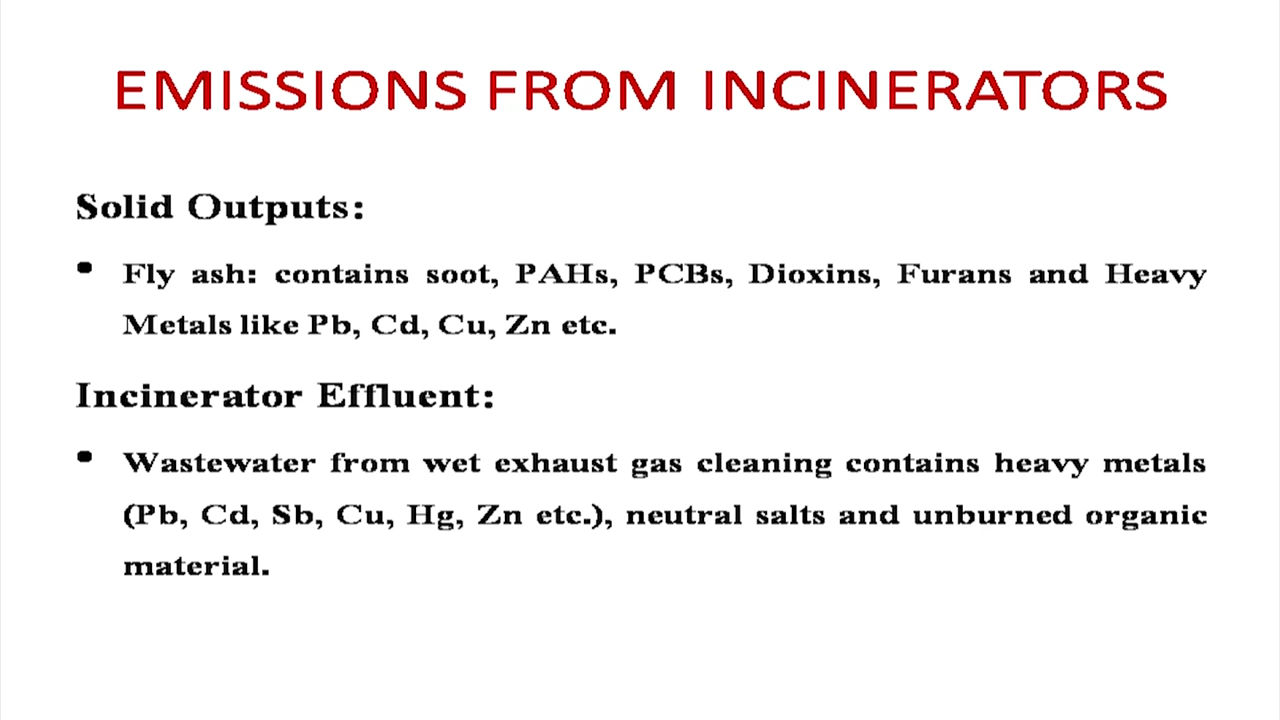 EMISSIONS FROM INCINERATORS
Solid Outputs:
• Fly ash: contains soot, PAHs, PCBs, Dioxins, Furans and Heavy
Metals like Pb, Cd, Cu, Zn etc.
Incinerator Effluent:
• Wastewater from wet exhaust gas cleaning contains heavy metals
(Pb, Cd, Sb, Cu, Hg, Zn etc.), neutral salts and unburned organic
material.